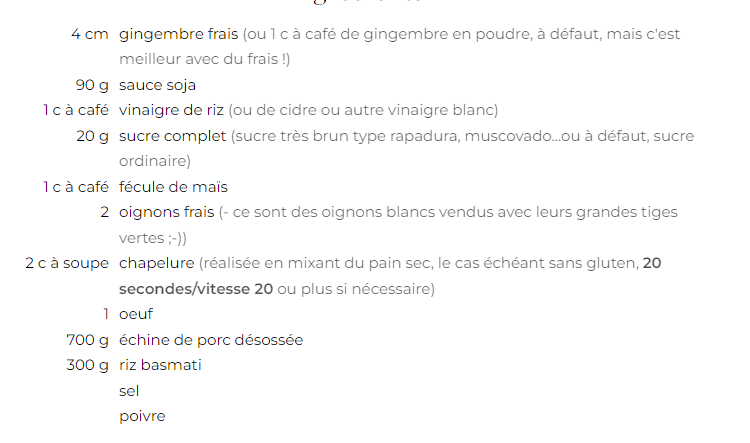 4 cm gingembre frais (ou 1 c à café de gingembre en poudre, à défaut, mais c'est
meilleur avec du frais !)
90 g sauce soja
1 c à café vinaigre de riz (ou de cidre ou autre vinaigre blanc)
20 g sucre complet (sucre très brun type rapadura, muscovado...ou à défaut, sucre
ordinaire)
1 c à café fécule de maïs
2 oignons frais (- ce sont des oignons blancs vendus avec leurs grandes tiges
vertes ;-))
2 c à soupe chapelure (réalisée en mixant du pain sec, le cas échéant sans gluten, 20
secondes/vitesse 20 ou plus si nécessaire)
1 oeuf
700 g échine de porc désossée
300 g riz basmati
sel
poivre